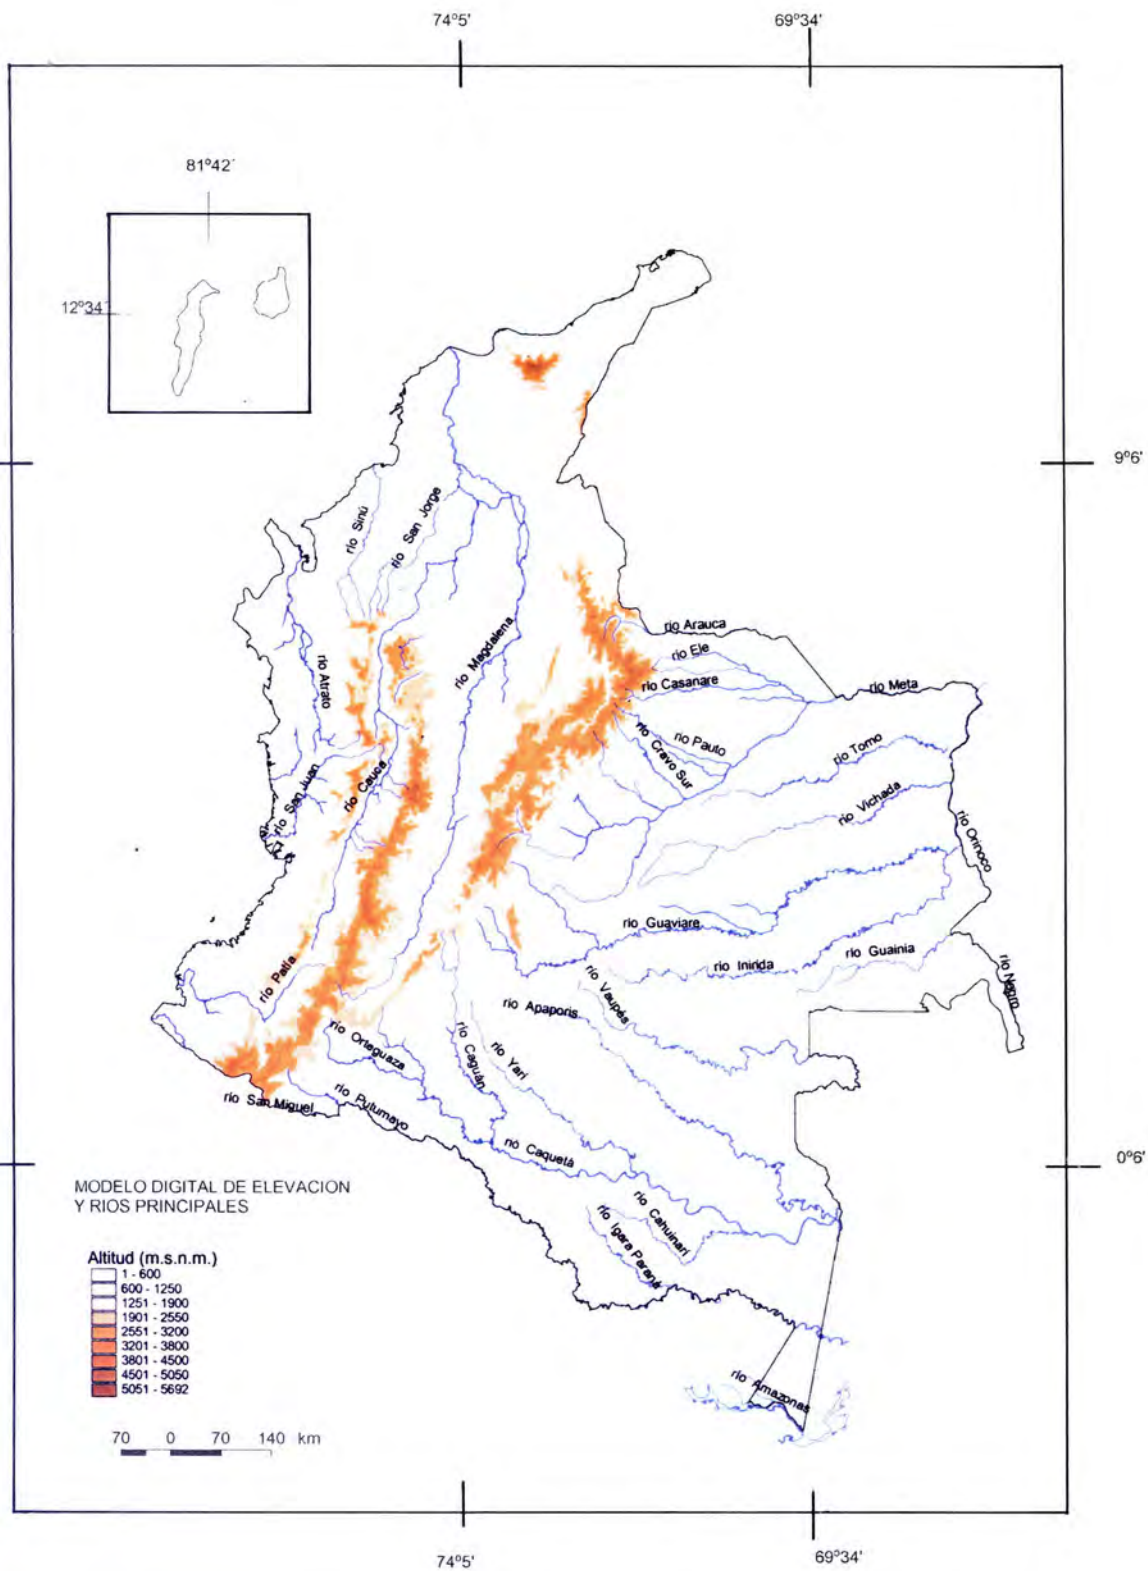 74°5'
69°34'
81°42'
12°34'
9°6'
río Sinú
río San Jorge
río Magdalena
río Atrato
río Arauca
río Ele
río Casanare
río Meta
río Pauto
río Cravo Sur
río Tomo
río Vichada
río San Juan
río Cauca
río Orinoco
río Guaviare
río Inirida
río Guainia
río Negro
río Patía
río Vaupés
río Apaporis
río Orteguaza
río Caguán
río Yarí
río San Miguel
río Putumayo
río Caquetá
0°6'
MODELO DIGITAL DE ELEVACION
Y RIOS PRINCIPALES
río Cahuinarí
río Igara Paraná
Altitud (m.s.n.m.)
1 - 600
600 - 1250
1251 - 1900
1901 - 2550
2551 - 3200
3201 - 3800
3801 - 4500
4501 - 5050
5051 - 5692
río Amazonas
70 0 70 140 km
74°5'
69°34'